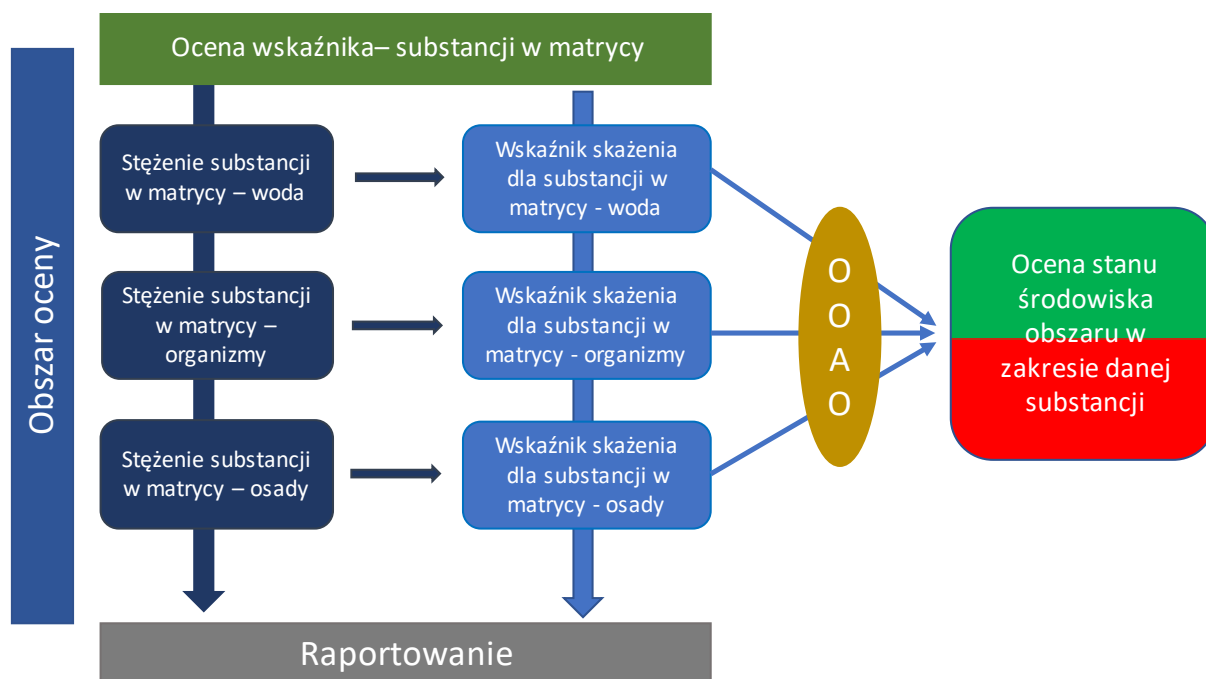 Obszar oceny
Ocena wskaźnika– substancji w matrycy
Stężenie substancji
w matrycy – woda
Wskaźnik skażenia
dla substancji w
matrycy - woda
Stężenie substancji
w matrycy –
organizmy
Wskaźnik skażenia
dla substancji w
matrycy - organizmy
Stężenie substancji
w matrycy – osady
Wskaźnik skażenia
dla substancji w
matrycy - osady
O
O
A
O
Ocena stanu
środowiska
obszaru w
zakresie danej
substancji
Raportowanie